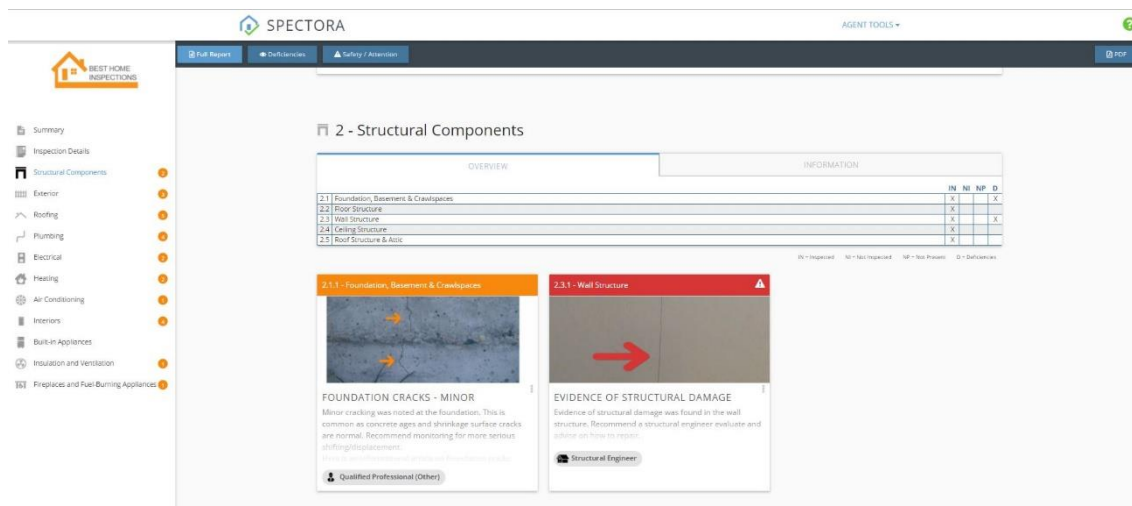 SPECTORA
AGENT TOOLS
BEST HOME
INSPECTIONS
Full Report
Deficiencies
Safety / Attention
PDF
Summary
Inspection Details
Structural Components 2
Exterior
Roofing
Plumbing
Electrical
Heating
Air Conditioning
Interiors
Built-in Appliances
Insulation and Ventilation
Fireplaces and Fuel-Burning Appliances
2 - Structural Components
OVERVIEW
INFORMATION
IN NI NP D
2.1 Foundation, Basement & Crawlspaces X X
2.2 Floor Structure X
2.3 Wall Structure X X
2.4 Ceiling Structure X
2.5 Roof Structure & Attic X
IN = Inspected NI = Not Inspected NP = Not Present D = Deficiencies
2.1.1 - Foundation, Basement & Crawlspaces
FOUNDATION CRACKS - MINOR
Minor cracking was noted at the foundation. This is
common as concrete ages and shrinkage surface cracks
are normal. Recommend monitoring for more serious
shifting/displacement.
Qualified Professional (Other)
2.3.1 - Wall Structure
EVIDENCE OF STRUCTURAL DAMAGE
Evidence of structural damage was found in the wall
structure. Recommend a structural engineer evaluate and
advise on how to repair.
Structural Engineer